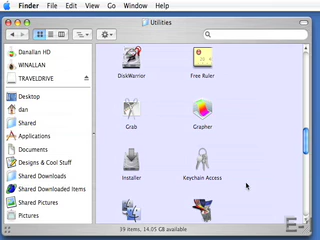 Finder File Edit View Go Window Help
Utilities
Danallan HD
WINALLAN
TRAVELDRIVE
Desktop
dan
Shared
Applications
Documents
Designs & Cool Stuff
Shared Downloads
Shared Downloaded Items
Shared Pictures
Pictures
DiskWarrior Free Ruler
Grab Grapher
Installer Keychain Access
39 items, 14.05 GB available